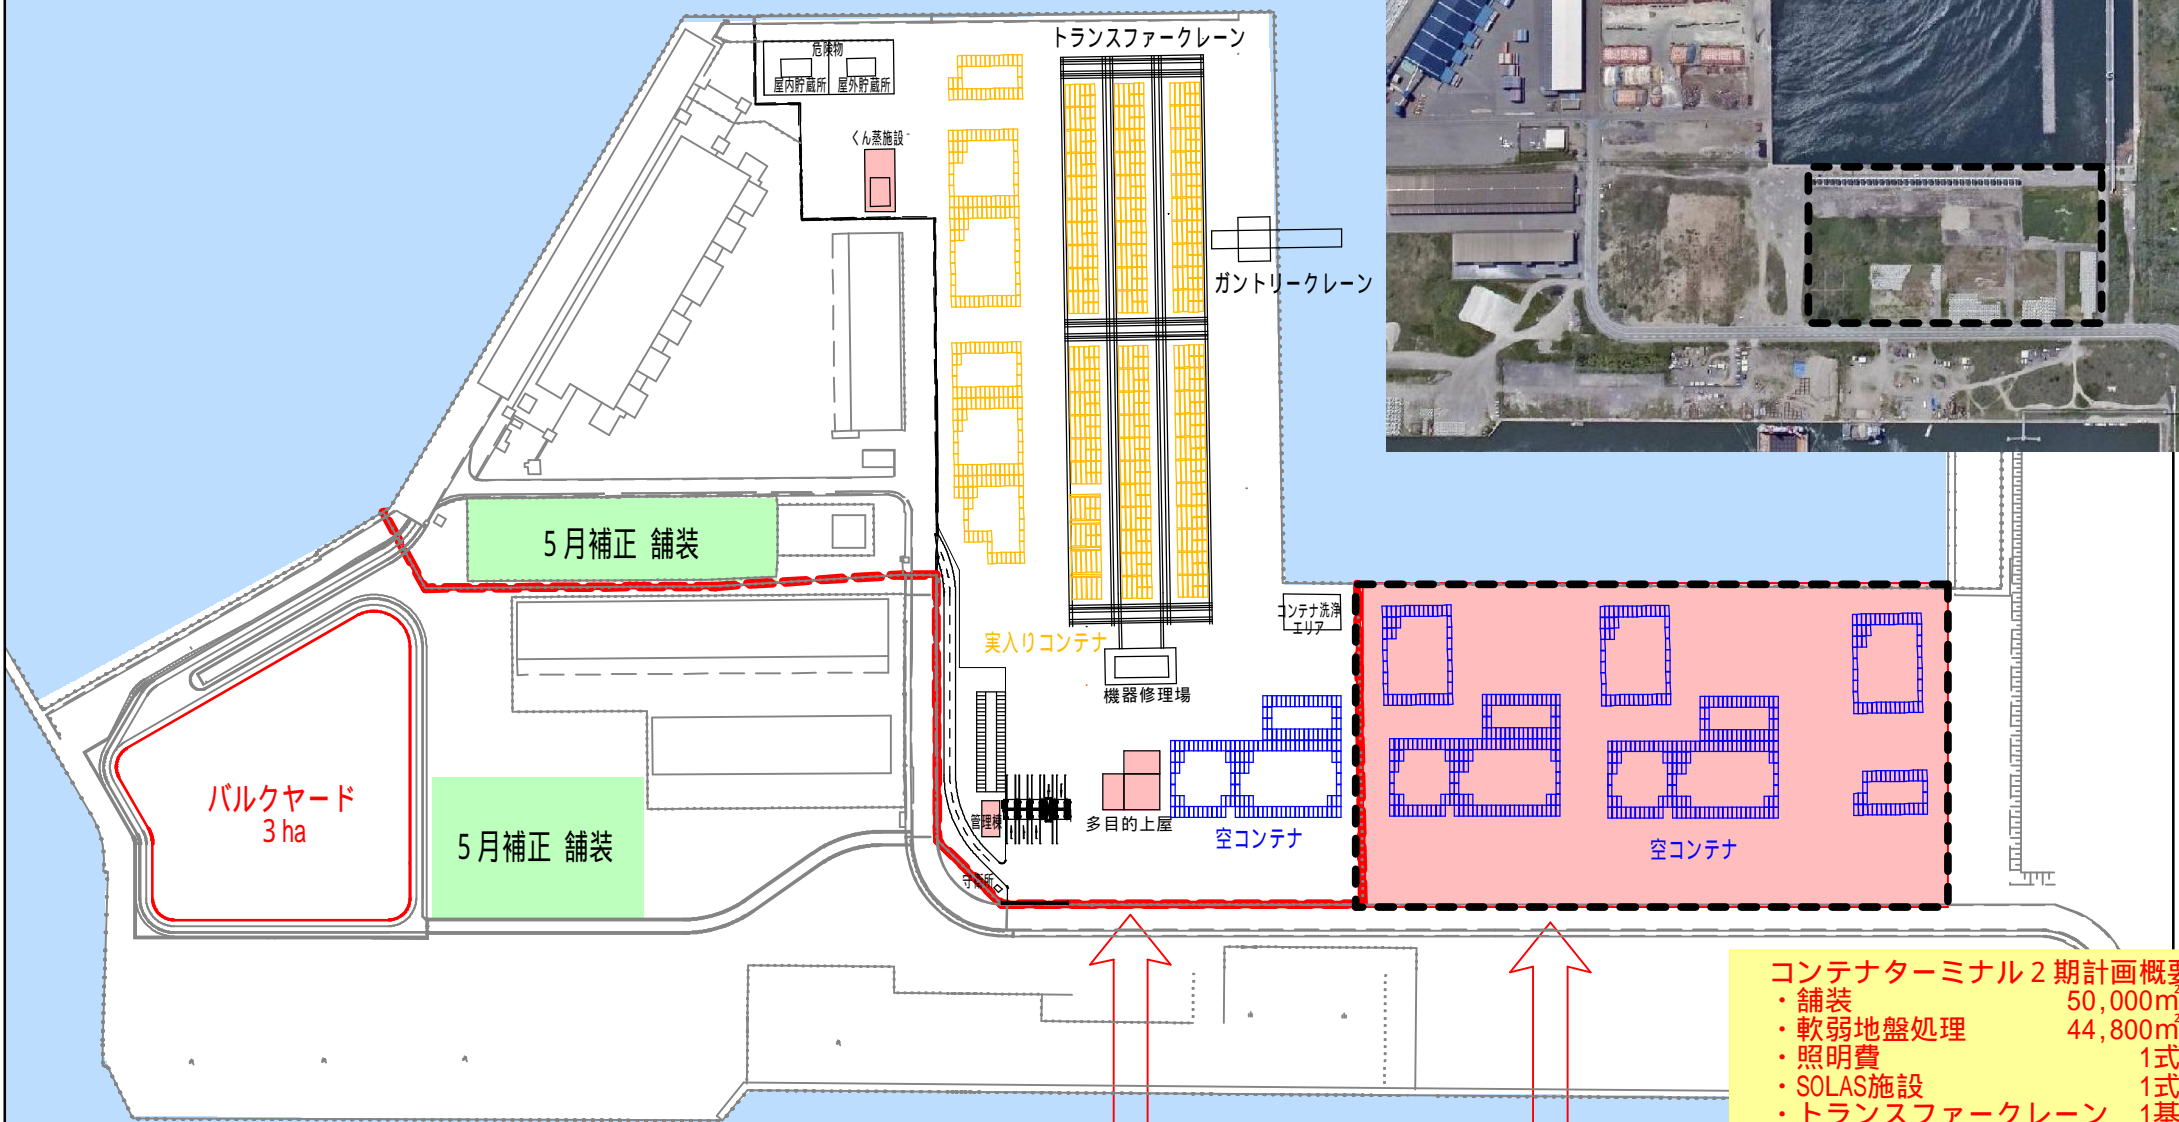 トランスファークレーン
危険物
屋内貯蔵所 屋外貯蔵所
くん蒸施設
ガントリークレーン
5月補正 舗装
コンテナ洗浄
エリア
実入りコンテナ
機器修理場
バルクヤード
3ha
5月補正 舗装
管理棟
多目的上屋
空コンテナ
空コンテナ
守衛所
コンテナターミナル2期計画概要
・舗装 50,000㎡
・軟弱地盤処理 44,800㎡
・照明費 1式
・SOLAS施設 1式
・トランスファークレーン 1基